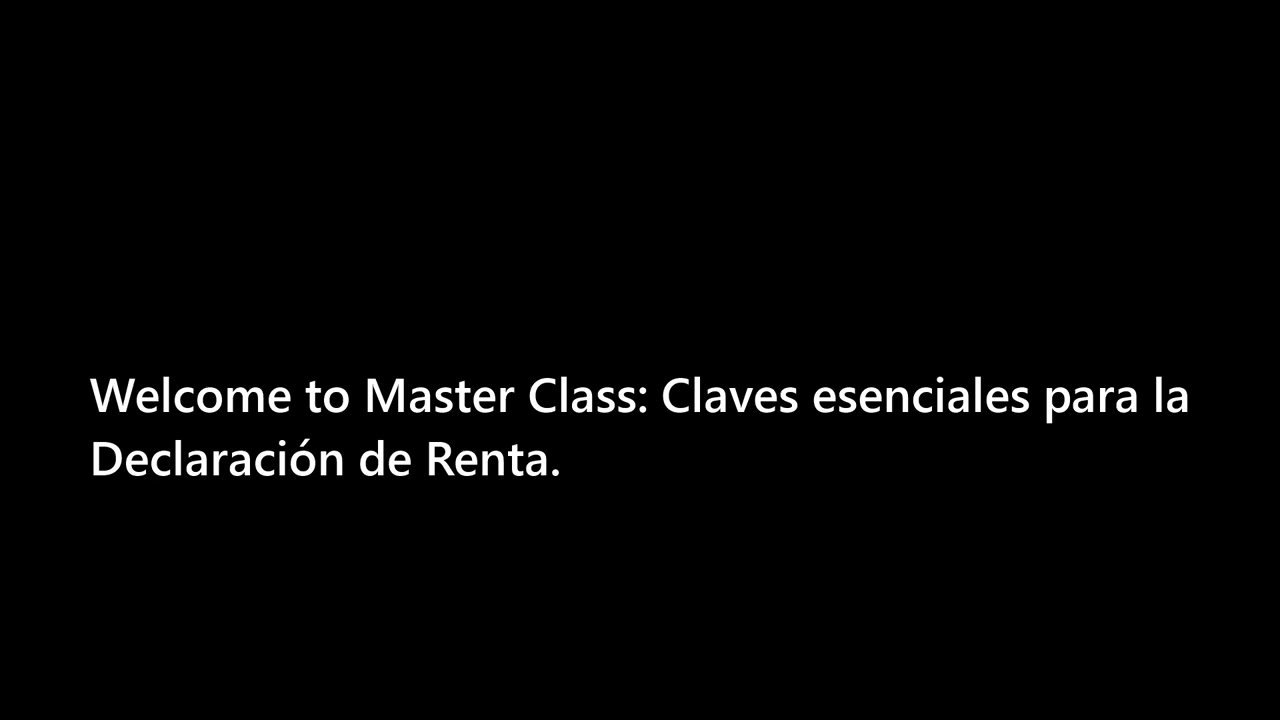 Welcome to Master Class: Claves esenciales para la
Declaración de Renta.